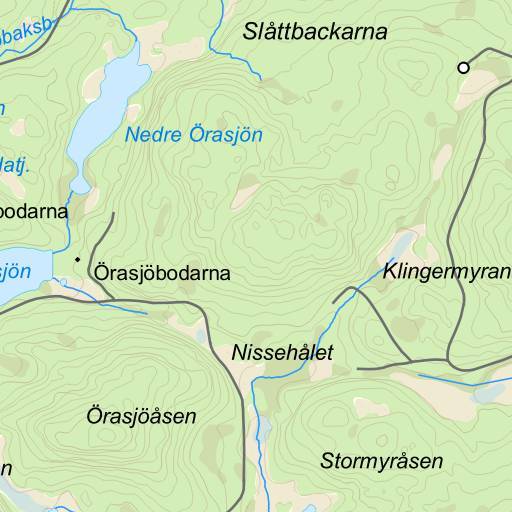 Slåttbackarna
Nedre Örasjön
Örasjöbodarna
Klingermyran
Nissehålet
Örasjöåsen
Stormyråsen